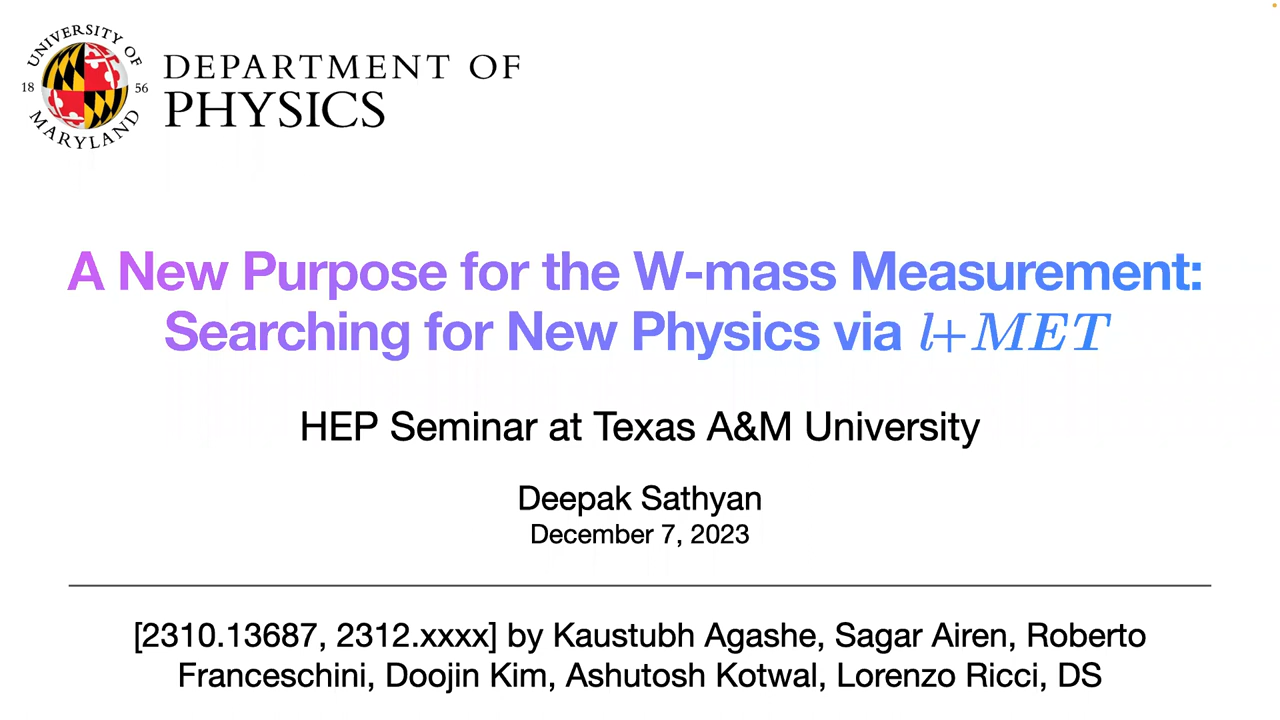 UNIVERSITY OF
18 56
MARYLAND
DEPARTMENT OF
PHYSICS
A New Purpose for the W-mass Measurement:
Searching for New Physics via l+MET
HEP Seminar at Texas A&M University
Deepak Sathyan
December 7, 2023
[2310.13687, 2312.xxxx] by Kaustubh Agashe, Sagar Airen, Roberto
Franceschini, Doojin Kim, Ashutosh Kotwal, Lorenzo Ricci, DS